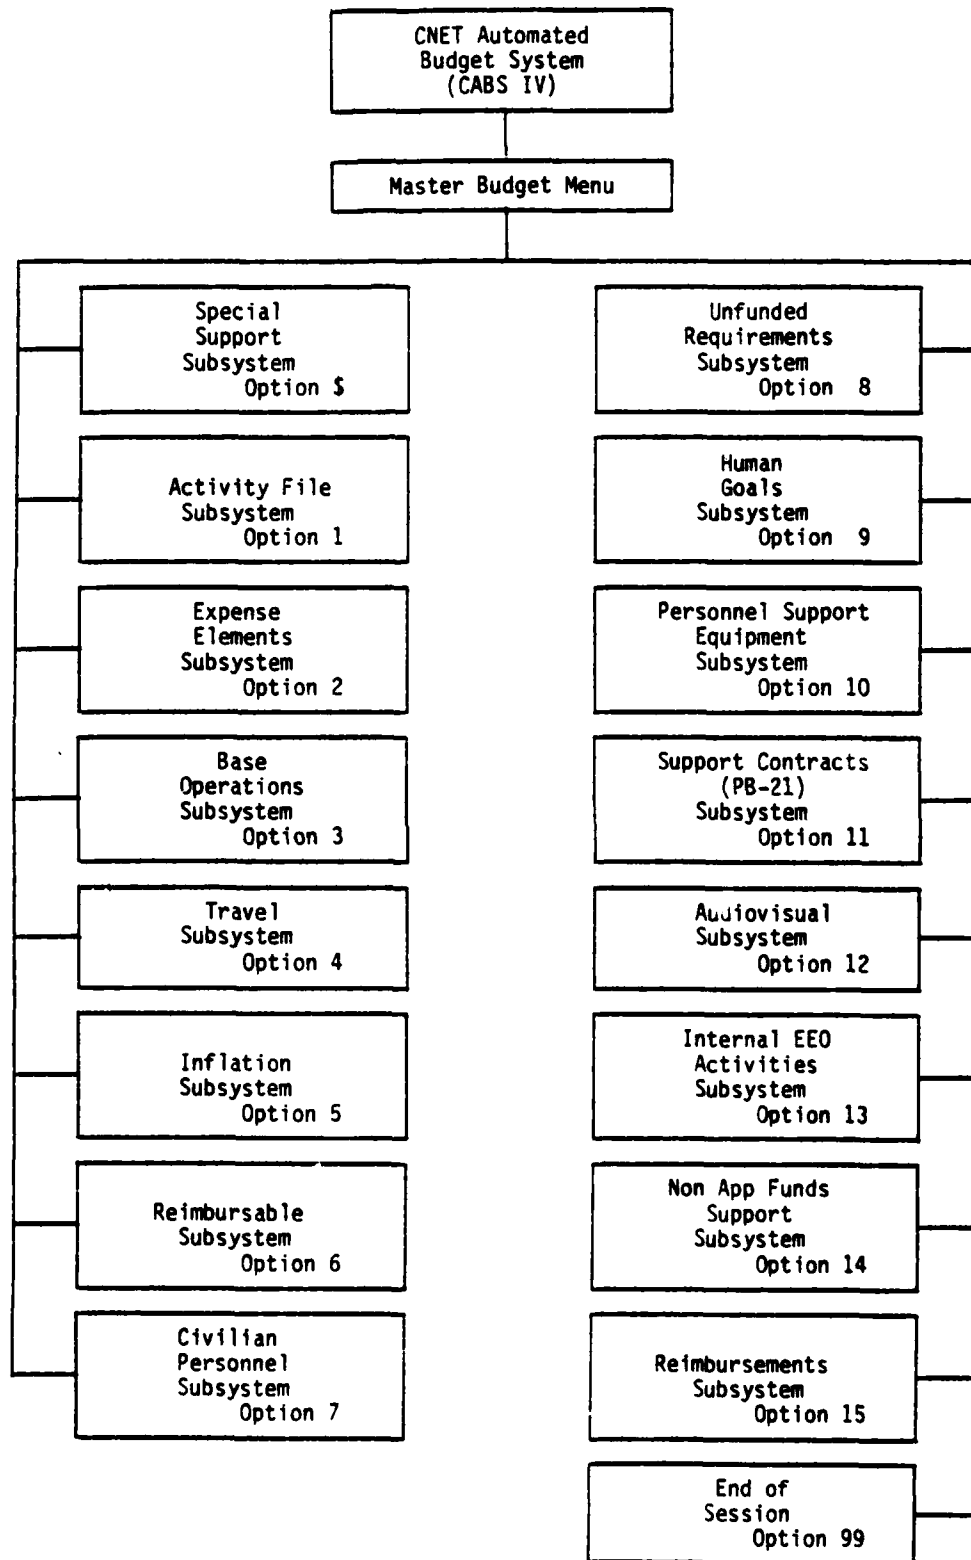 CNET Automated
Budget System
(CABS IV)
Master Budget Menu
Special
Support
Subsystem
Option $
Activity File
Subsystem
Option 1
Expense
Elements
Subsystem
Option 2
Base
Operations
Subsystem
Option 3
Travel
Subsystem
Option 4
Inflation
Subsystem
Option 5
Reimbursable
Subsystem
Option 6
Civilian
Personnel
Subsystem
Option 7
Unfunded
Requirements
Subsystem
Option 8
Human
Goals
Subsystem
Option 9
Personnel Support
Equipment
Subsystem
Option 10
Support Contracts
(PB-21)
Subsystem
Option 11
Audiovisual
Subsystem
Option 12
Internal EEO
Activities
Subsystem
Option 13
Non App Funds
Support
Subsystem
Option 14
Reimbursements
Subsystem
Option 15
End of
Session
Option 99